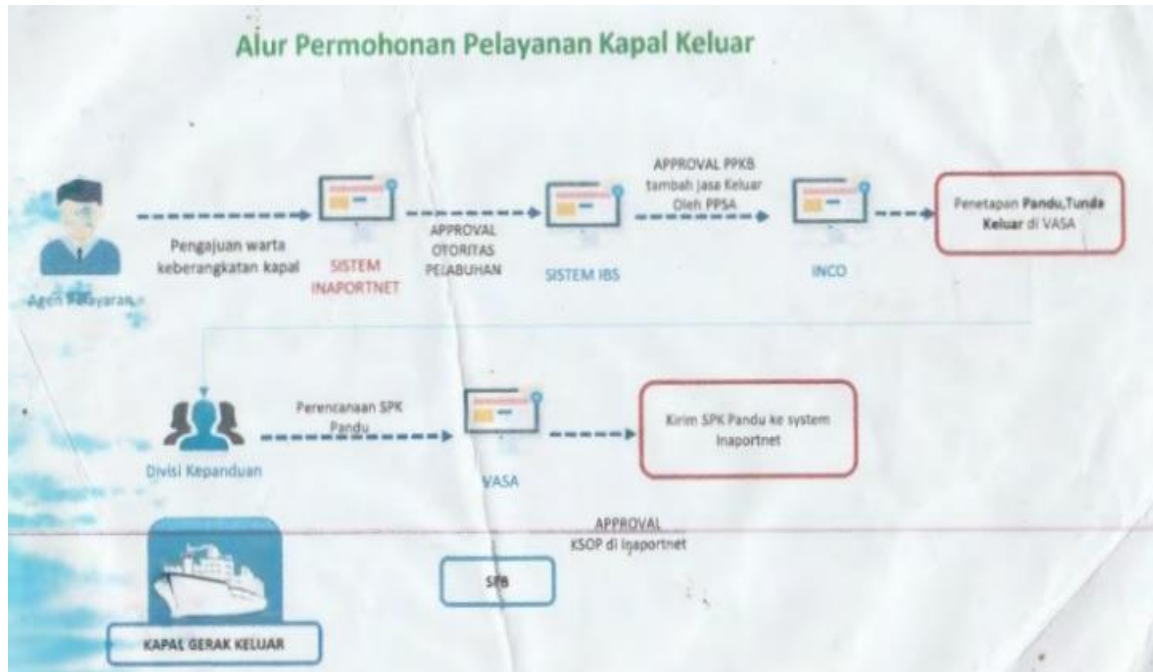 Alur Permohonan Pelayanan Kapal Keluar
Agen Pelayaran
Pengajuan warta
keberangkatan kapal
SISTEM
INAPORTNET
APPROVAL
OTORITAS
PELABUHAN
SISTEM IBS
APPROVAL PPKB
tambah jasa Keluar
Oleh PPSA
INCO
Penetapan Pandu,Tunda
Keluar di VASA
Divisi Kepanduan
Perencanaan SPK
Pandu
VASA
Kirim SPK Pandu ke system
Inaportnet
APPROVAL
KSOP di Inaportnet
SPB
KAPAL GERAK KELUAR